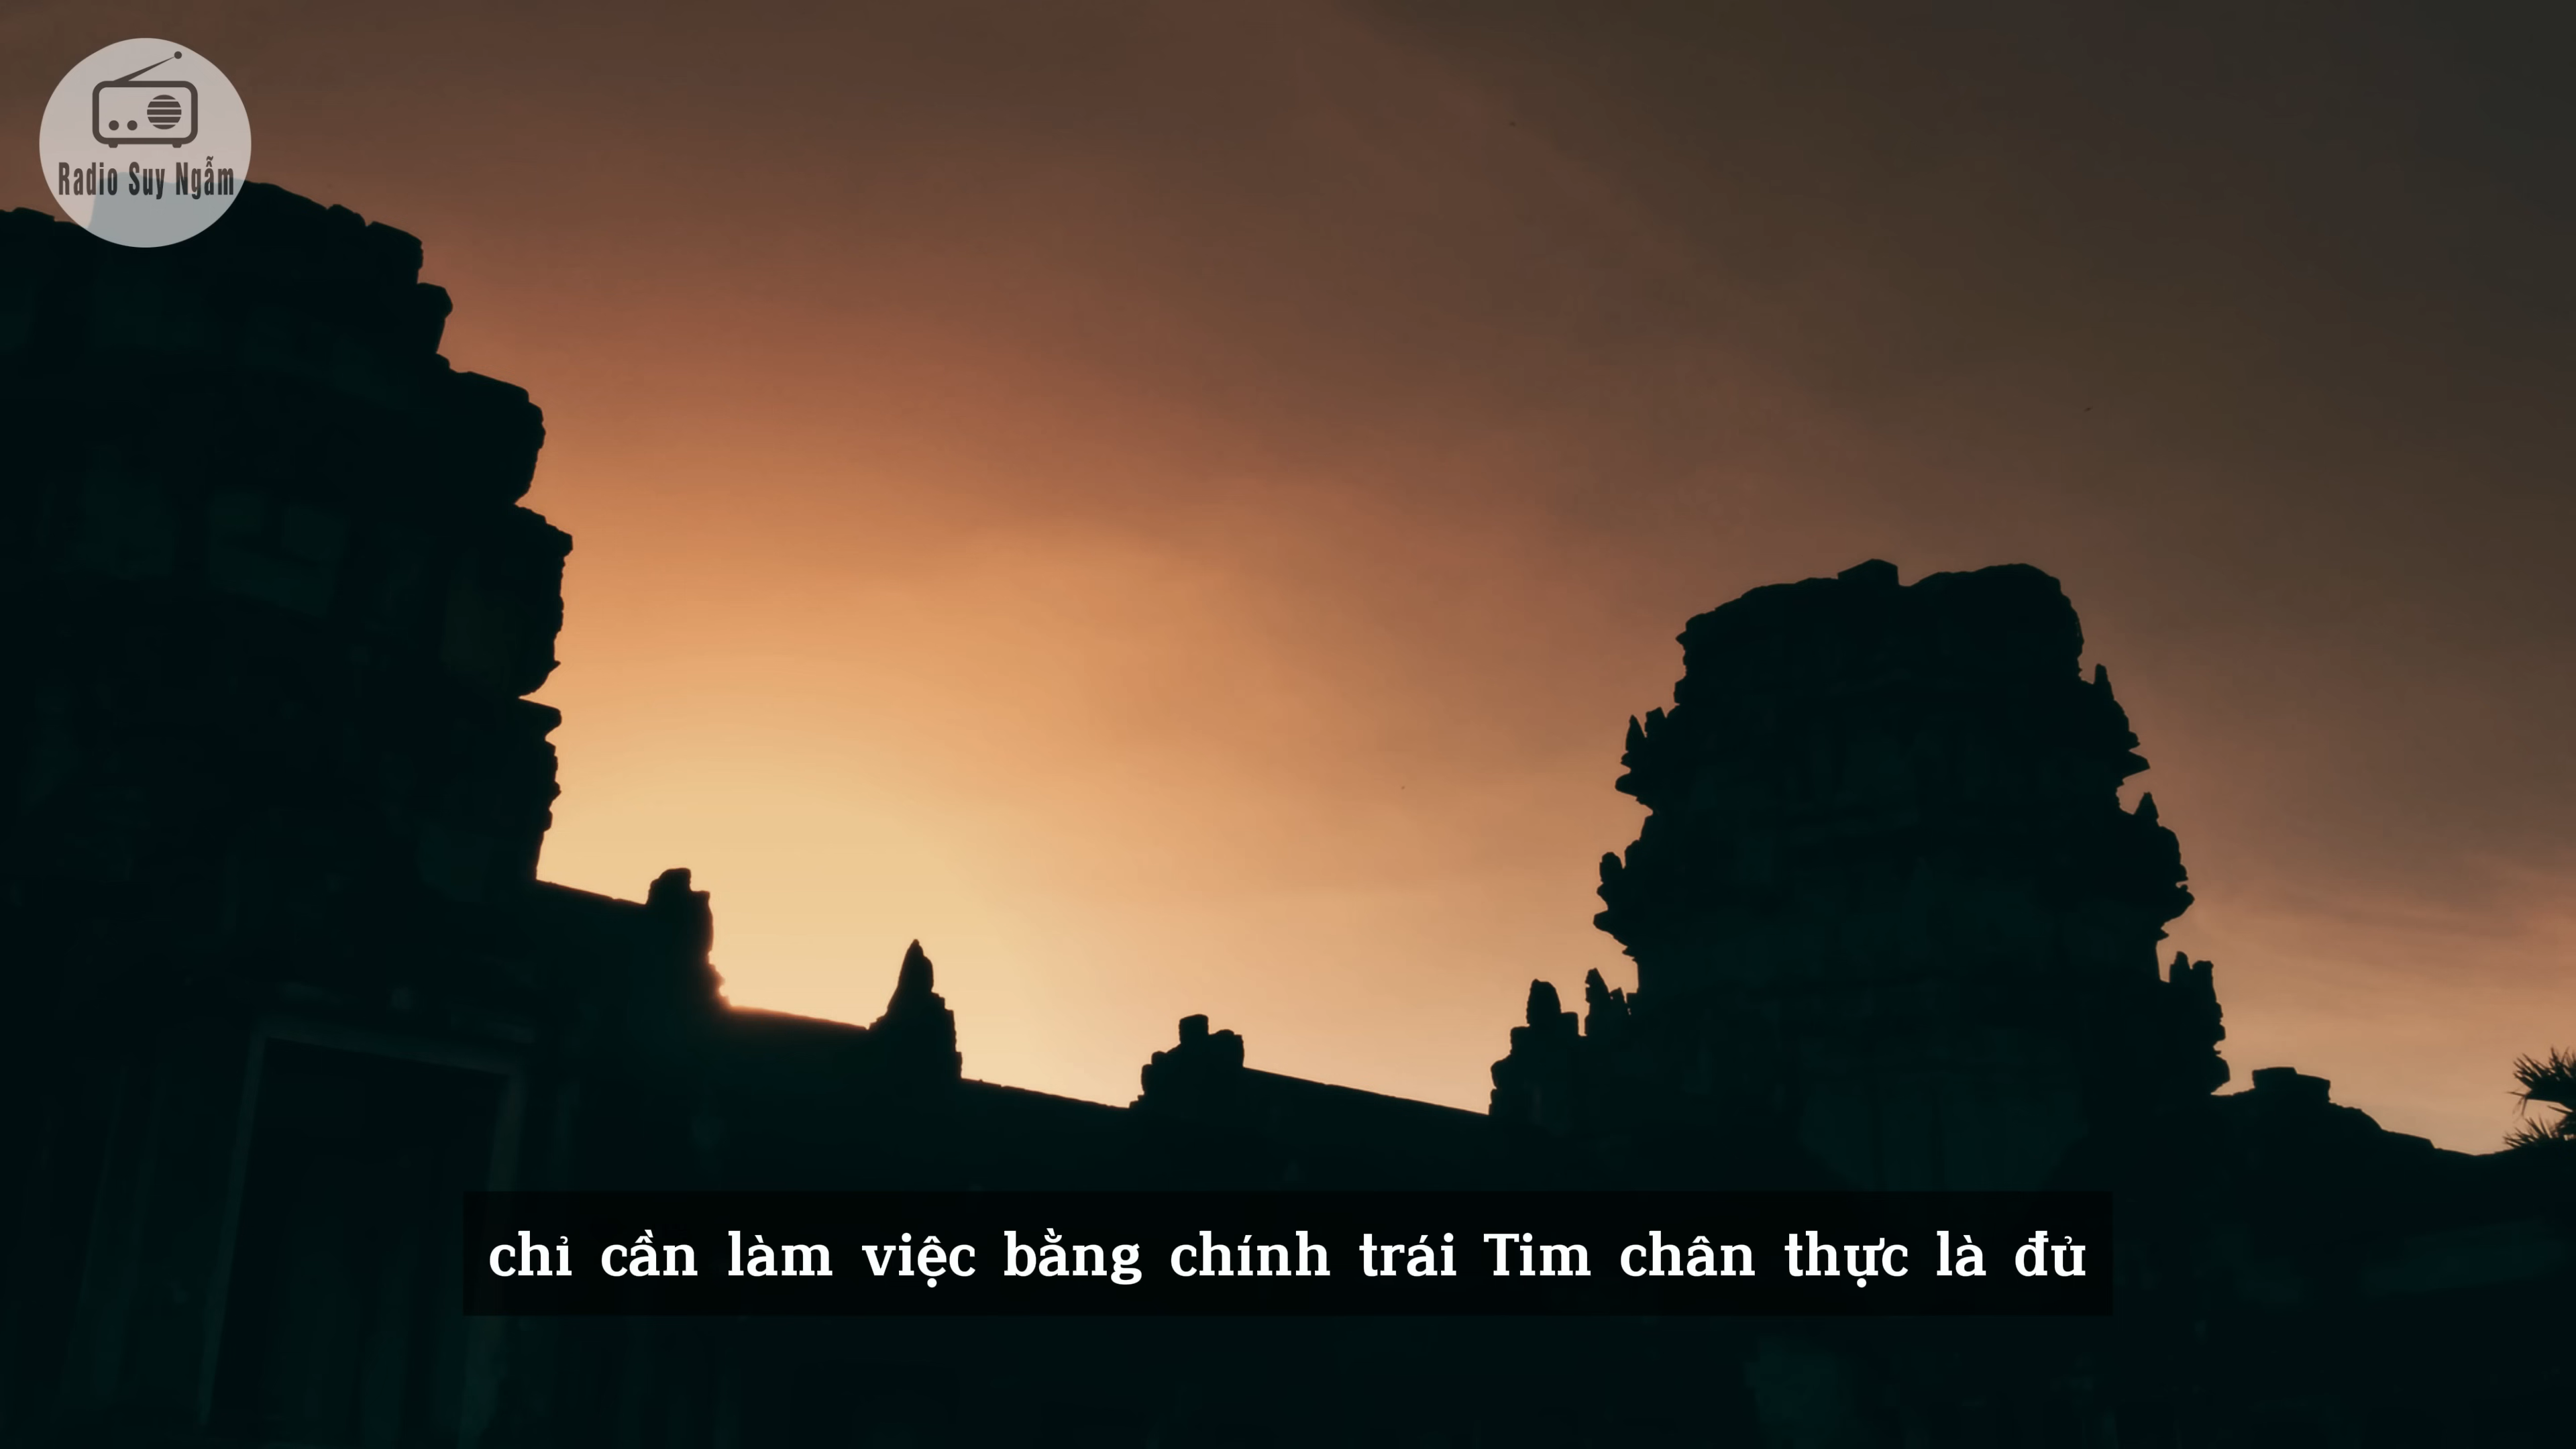 Radio Suy Ngẫm
chỉ cần làm việc bằng chính trái Tim chân thực là đủ